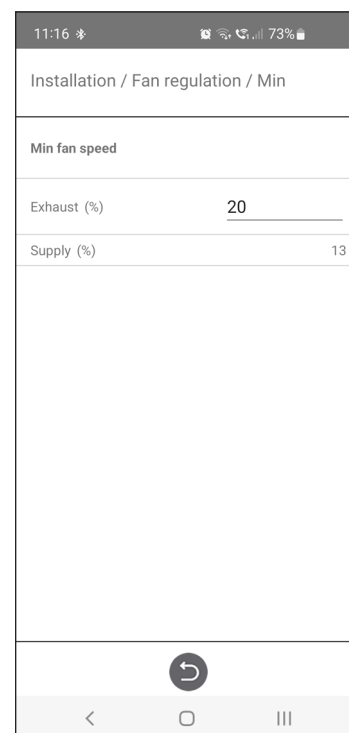 11:16 73%
Installation / Fan regulation / Min
Min fan speed
Exhaust (%) 20
Supply (%) 13